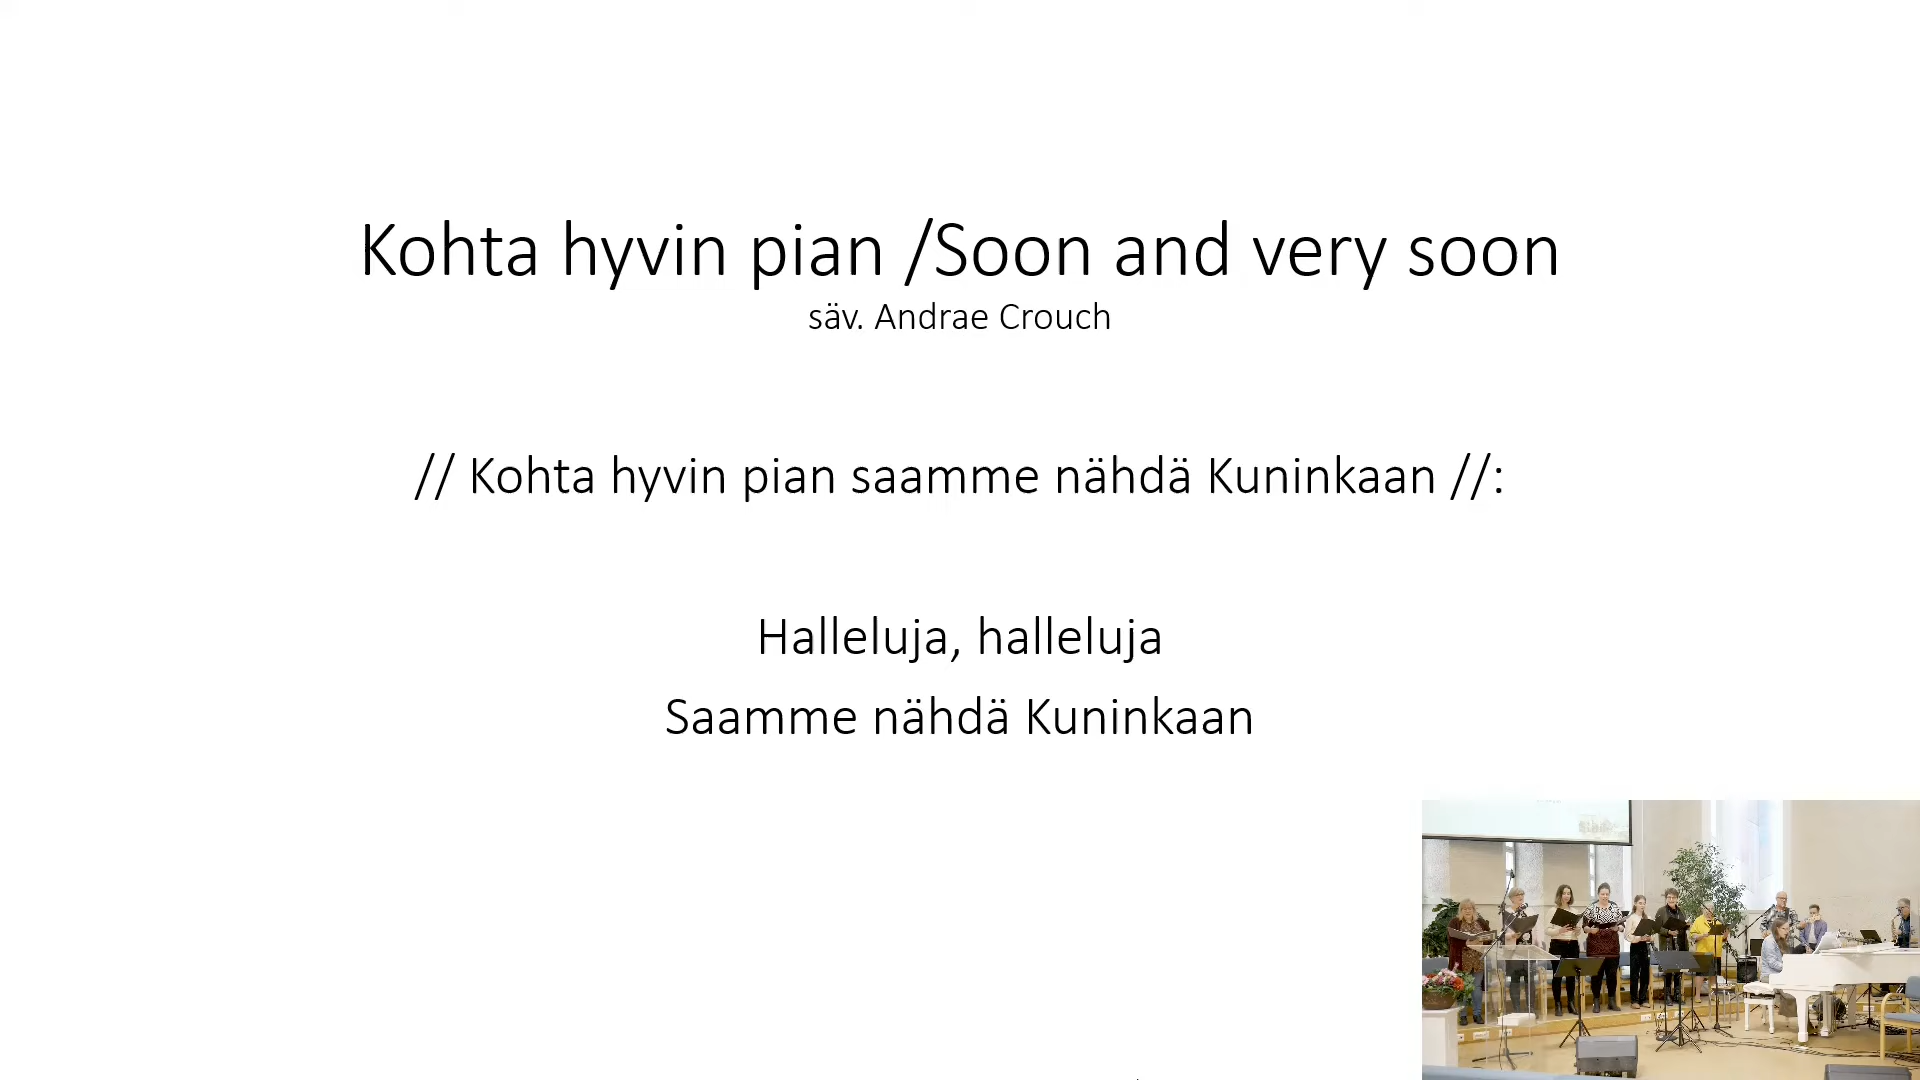 Kohta hyvin pian /Soon and very soon
säv. Andrae Crouch
// Kohta hyvin pian saamme nähdä Kuninkaan //:
Halleluja, halleluja
Saamme nähdä Kuninkaan